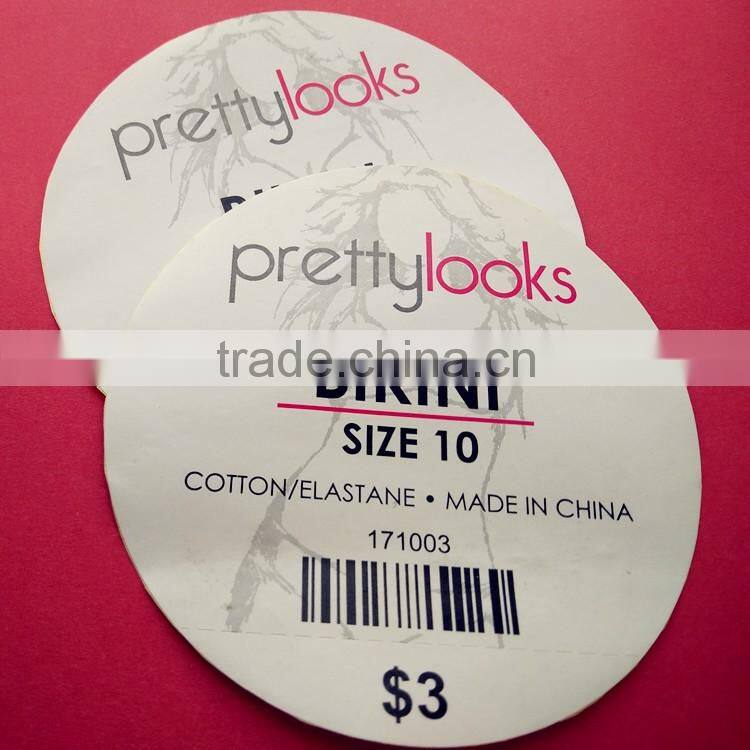 prettylooks
prettylooks
trade.china.cn
BIKINI
SIZE 10
COTTON/ELASTANE • MADE IN CHINA
171003
$3